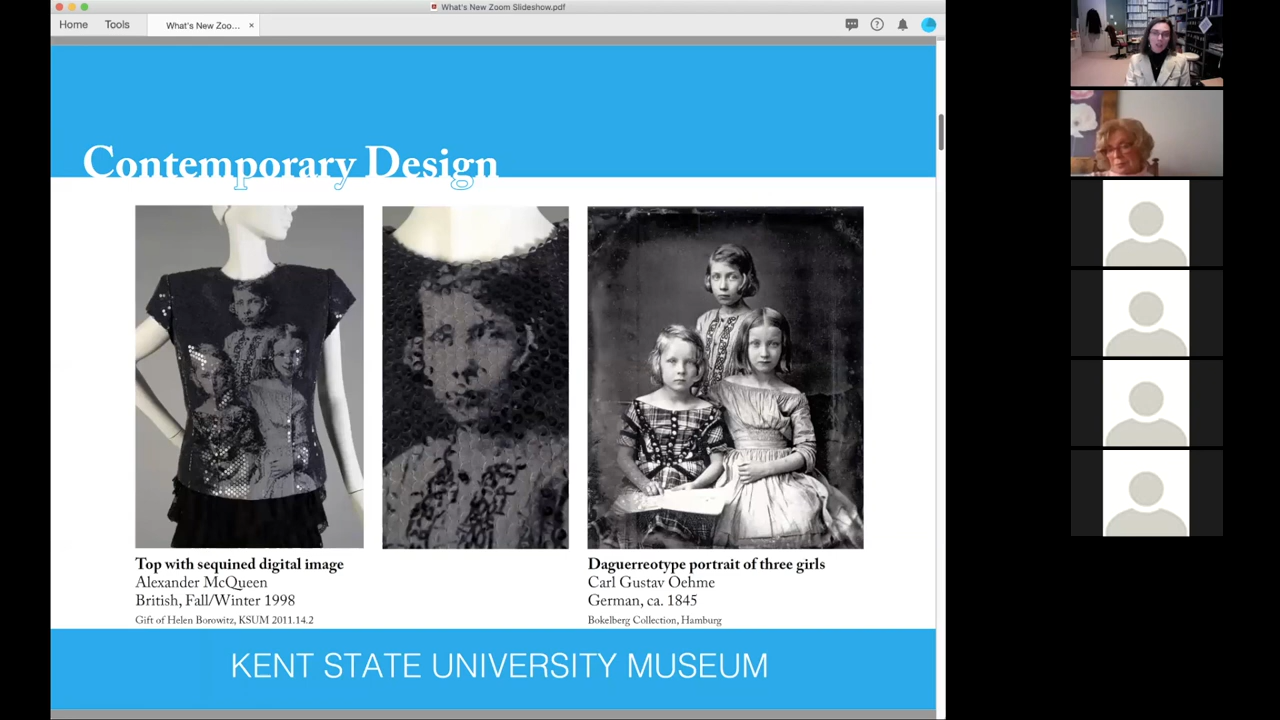 What's New Zoom Slideshow.pdf
Home Tools What's New Zoo... ×
Contemporary Design
Top with sequined digital image
Alexander McQueen
British, Fall/Winter 1998
Gift of Helen Borowitz, KSUM 2011.14.2
Daguerreotype portrait of three girls
Carl Gustav Oehme
German, ca. 1845
Bokelberg Collection, Hamburg
KENT STATE UNIVERSITY MUSEUM